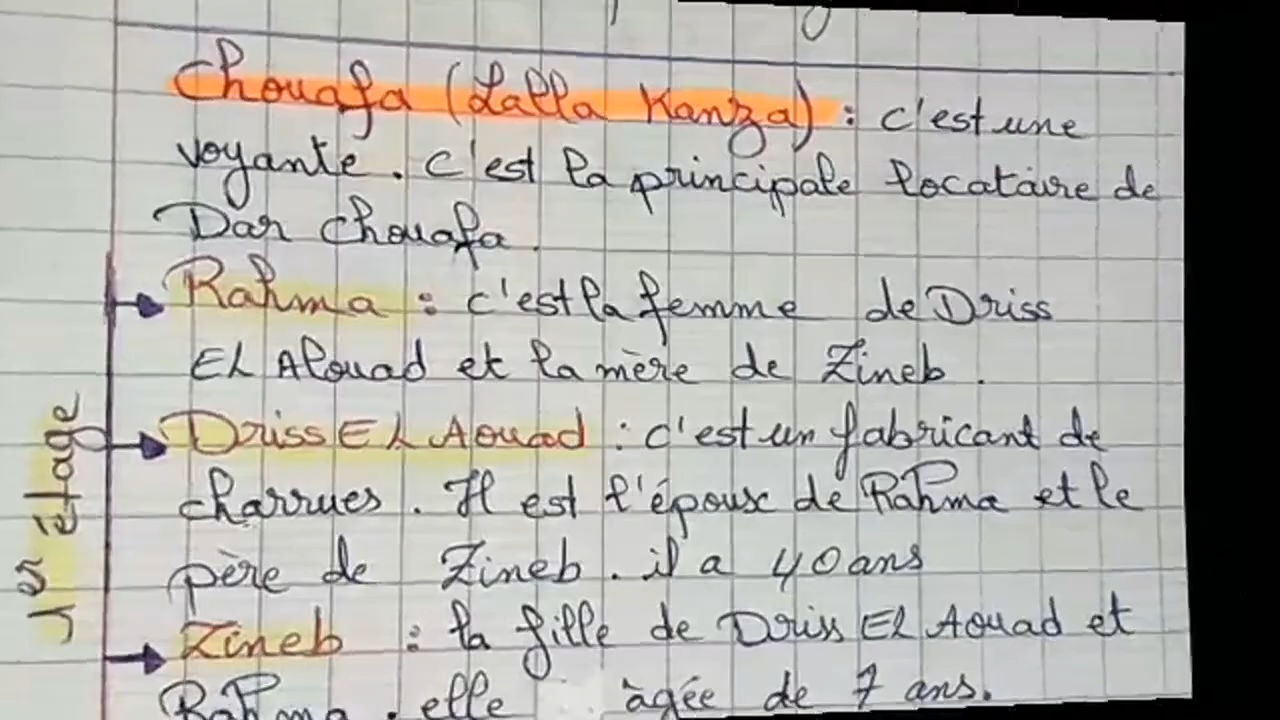 Chouafa (Lalla Kanza) : c'est une
voyante. C'est la principale locataire de
Dar Chouafa.
Rahma : c'est la femme de Driss
EL Alouad et la mère de Zineb.
Driss EL Aouad : c'est un fabricant de
charrues. Il est l'époux de Rahma et le
père de Zineb. il a 40 ans
Zineb : la fille de Driss El Aouad et
Rahma. elle âgée de 7 ans.
1er étage